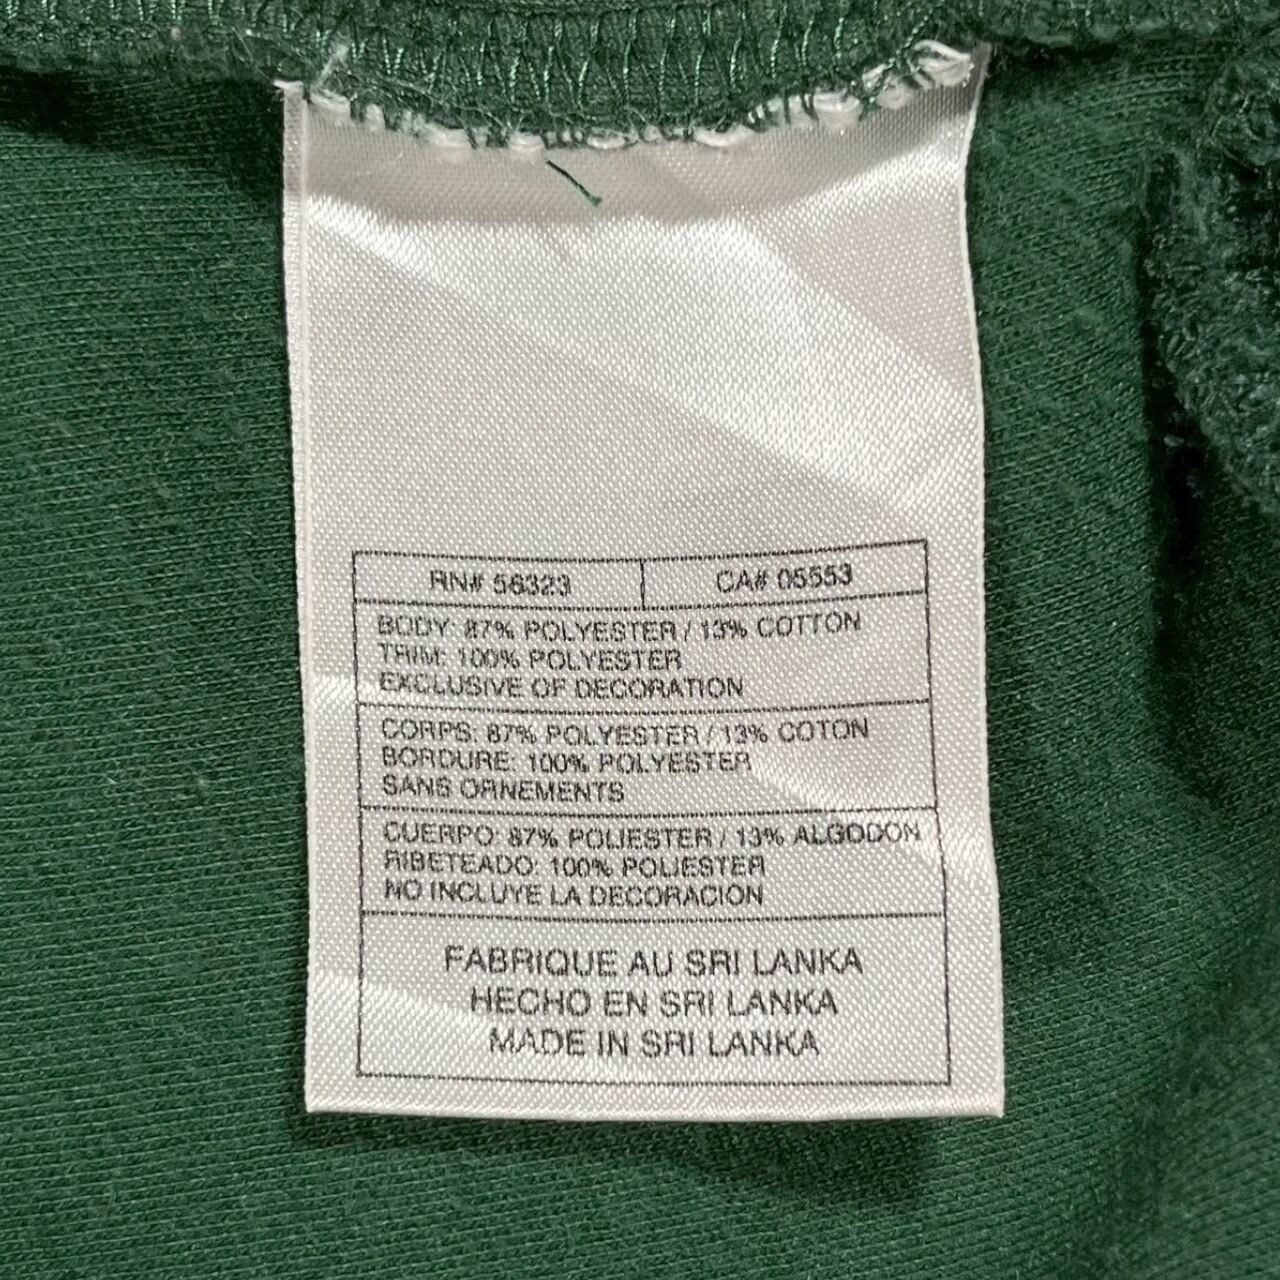 RN# 56323 CA# 05553
BODY: 87% POLYESTER / 13% COTTON
TRIM: 100% POLYESTER
EXCLUSIVE OF DECORATION
CORPS: 87% POLYESTER / 13% COTON
BORDURE: 100% POLYESTER
SANS ORNEMENTS
CUERPO: 87% POLIESTER / 13% ALGODON
RIBETEADO: 100% POLIESTER
NO INCLUYE LA DECORACION
FABRIQUE AU SRI LANKA
HECHO EN SRI LANKA
MADE IN SRI LANKA